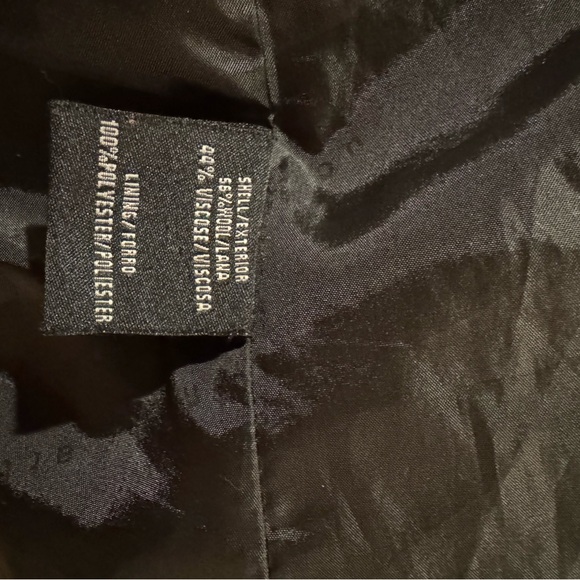 SHELL/EXTERIOR
56%WOOL/LANA
44% VISCOSE/VISCOSA
LINING/FORRO
100%POLYESTER/POLIESTER